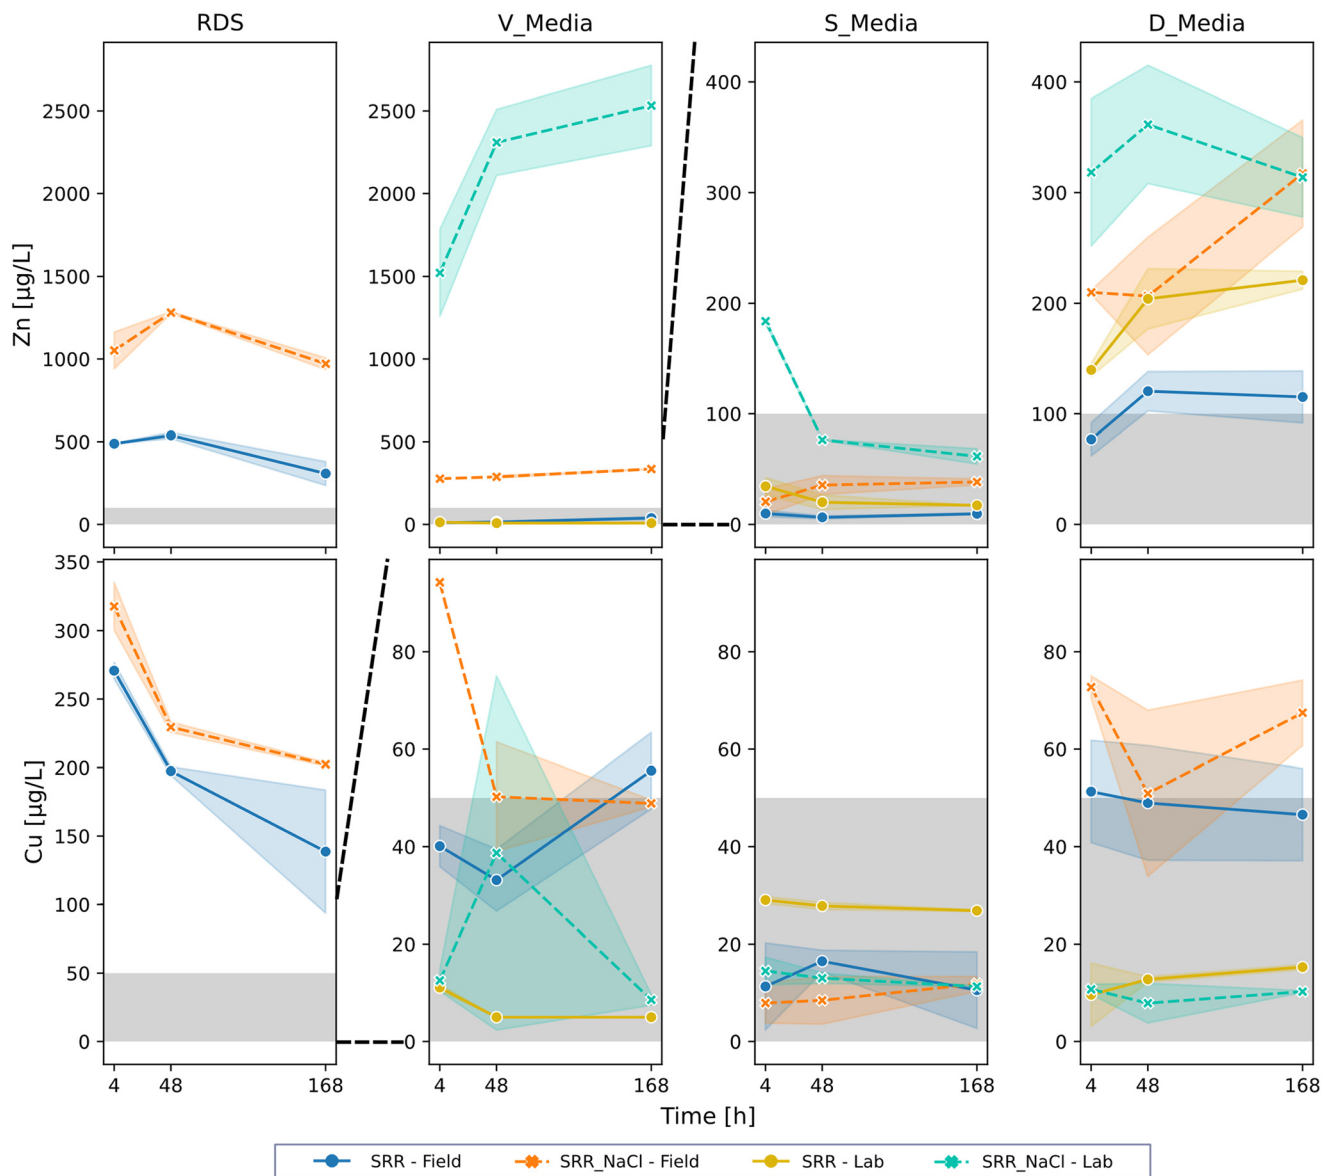 RDS V_Media S_Media D_Media
Zn [µg/L]
2500 2500 400 400
2000 2000 300 300
1500 1500
1000 1000 200 200
500 500 100 100
0 0 0 0
Cu [µg/L]
350
300 80 80 80
250
200 60 60 60
150 40 40 40
100
50 20 20 20
0 0 0 0
4 48 168 4 48 168 4 48 168 4 48 168
Time [h]
SRR - Field SRR_NaCl - Field SRR - Lab SRR_NaCl - Lab